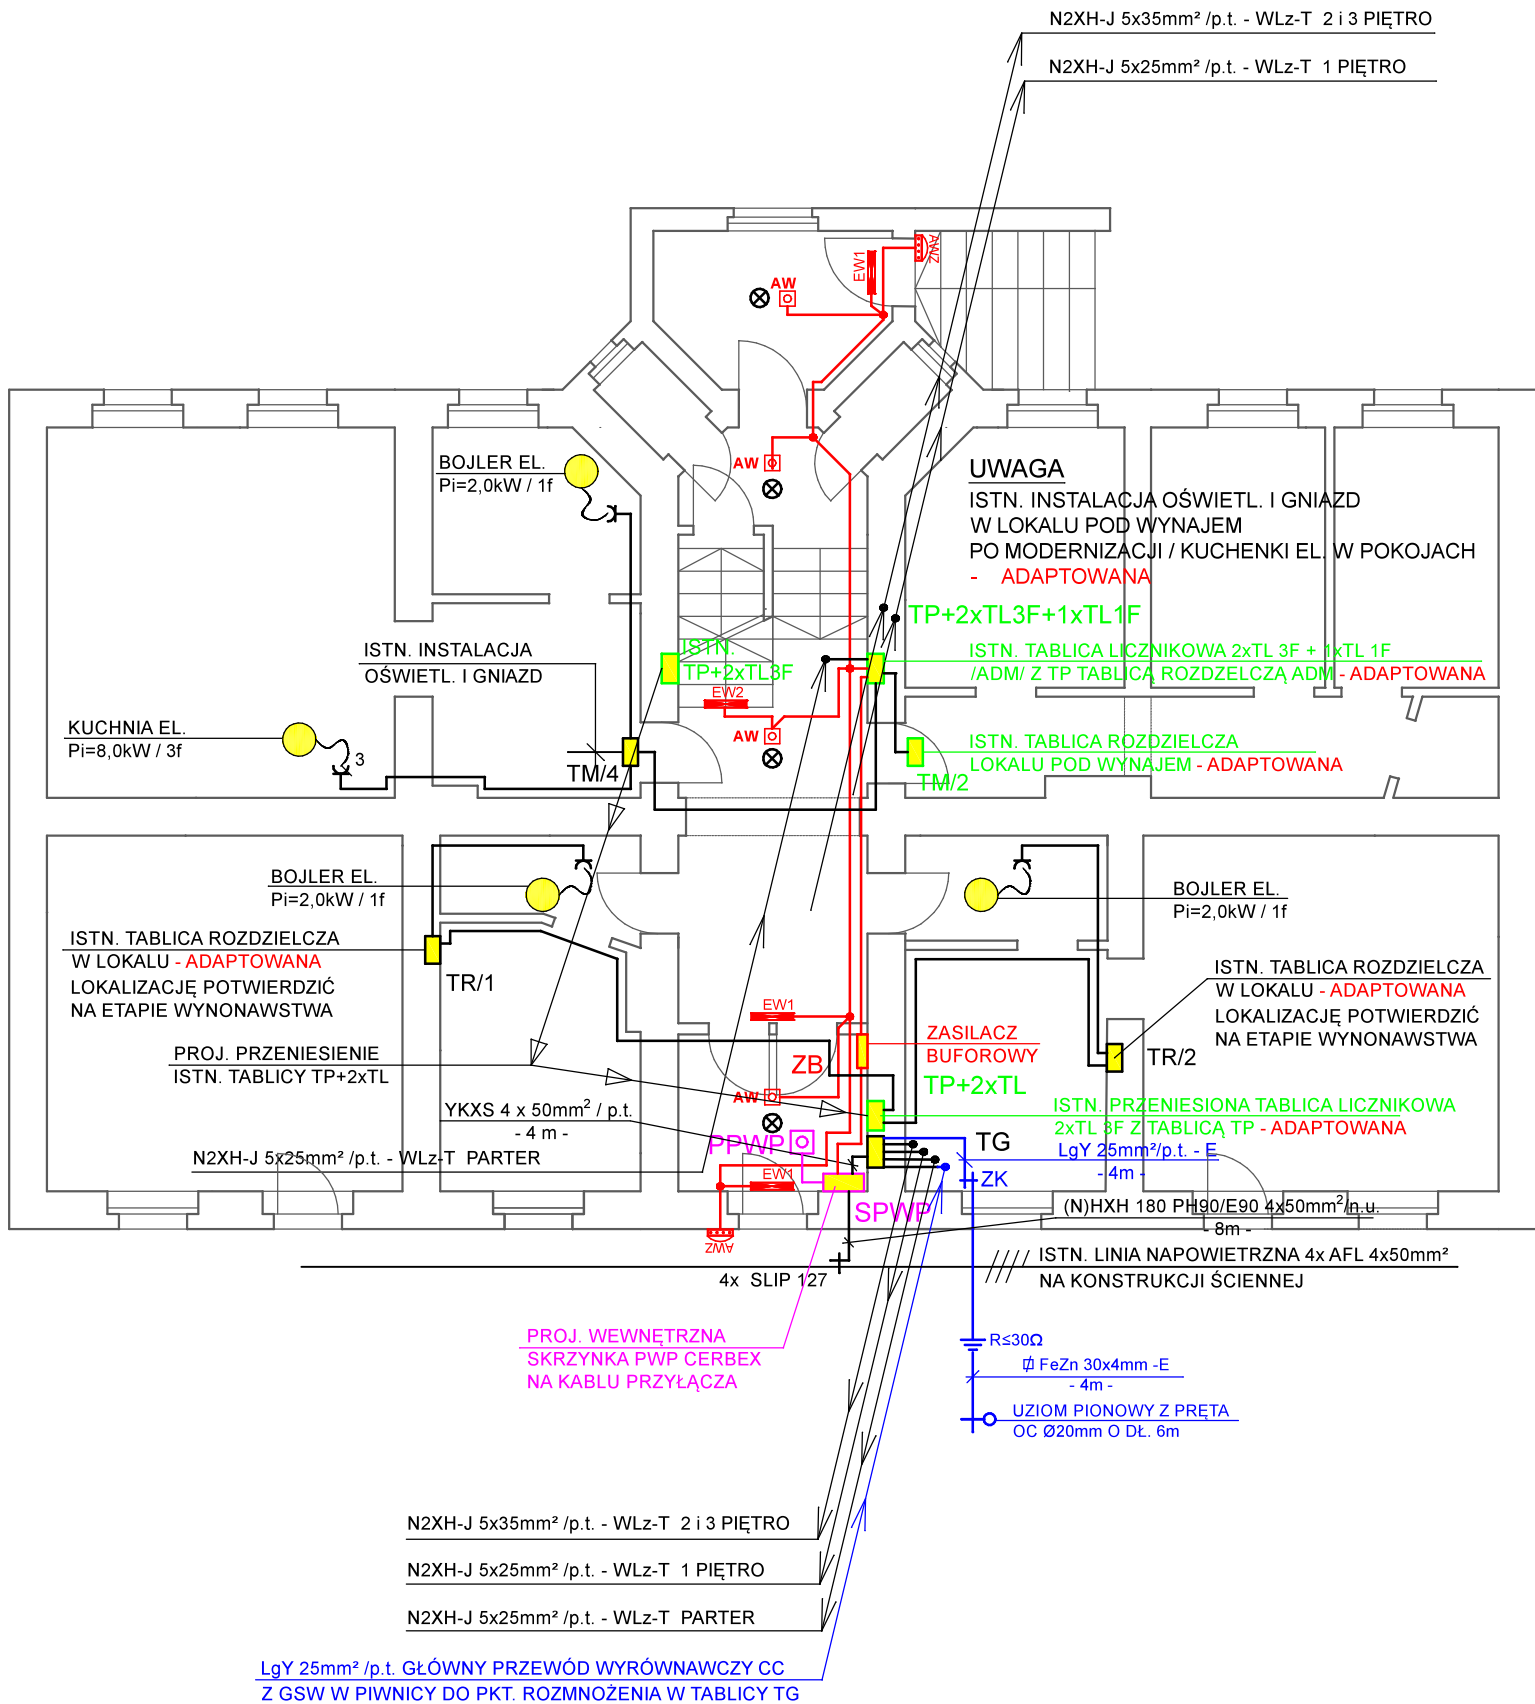 N2XH-J 5x35mm² /p.t. - WLz-T  2 i 3 PIĘTRO
N2XH-J 5x25mm² /p.t. - WLz-T  1 PIĘTRO
AWZ
EW1
AW
BOJLER EL.
Pi=2,0kW / 1f
AW
UWAGA
ISTN. INSTALACJA OŚWIETL. I GNIAZD
W LOKALU POD WYNAJEM
PO MODERNIZACJI / KUCHENKI EL. W POKOJACH
- ADAPTOWANA
TP+2xTL3F+1xTL1F
ISTN. INSTALACJA
OŚWIETL. I GNIAZD
ISTN.
TP+2xTL3F
ISTN. TABLICA LICZNIKOWA 2xTL 3F + 1xTL 1F
/ADM/ Z TP TABLICĄ ROZDZELCZĄ ADM - ADAPTOWANA
EW2
AW
KUCHNIA EL.
Pi=8,0kW / 3f
3
TM/4
ISTN. TABLICA ROZDZIELCZA
LOKALU POD WYNAJEM - ADAPTOWANA
TM/2
BOJLER EL.
Pi=2,0kW / 1f
BOJLER EL.
Pi=2,0kW / 1f
ISTN. TABLICA ROZDZIELCZA
W LOKALU - ADAPTOWANA
LOKALIZACJĘ POTWIERDZIĆ
NA ETAPIE WYNONAWSTWA
TR/1
ISTN. TABLICA ROZDZIELCZA
W LOKALU - ADAPTOWANA
LOKALIZACJĘ POTWIERDZIĆ
NA ETAPIE WYNONAWSTWA
TR/2
EW1
ZASILACZ
BUFOROWY
ZB
PROJ. PRZENIESIENIE
ISTN. TABLICY TP+2xTL
TP+2xTL
AW
YKXS 4 x 50mm² / p.t.
- 4 m -
ISTN. PRZENIESIONA TABLICA LICZNIKOWA
2xTL 3F Z TABLICĄ TP - ADAPTOWANA
PPWP
TG
LgY 25mm²/p.t. - E
- 4m -
N2XH-J 5x25mm² /p.t. - WLz-T  PARTER
EW1
ZK
SPWP
(N)HXH 180 PH90/E90 4x50mm²/n.u.
- 8m -
AWZ
ISTN. LINIA NAPOWIETRZNA 4x AFL 4x50mm²
NA KONSTRUKCJI ŚCIENNEJ
4x  SLIP 127
PROJ. WEWNĘTRZNA
SKRZYNKA PWP CERBEX
NA KABLU PRZYŁĄCZA
R≤30Ω
FeZn 30x4mm -E
- 4m -
UZIOM PIONOWY Z PRĘTA
OC Ø20mm O DŁ. 6m
N2XH-J 5x35mm² /p.t. - WLz-T  2 i 3 PIĘTRO
N2XH-J 5x25mm² /p.t. - WLz-T  1 PIĘTRO
N2XH-J 5x25mm² /p.t. - WLz-T  PARTER
LgY 25mm² /p.t. GŁÓWNY PRZEWÓD WYRÓWNAWCZY CC
Z GSW W PIWNICY DO PKT. ROZMNOŻENIA W TABLICY TG